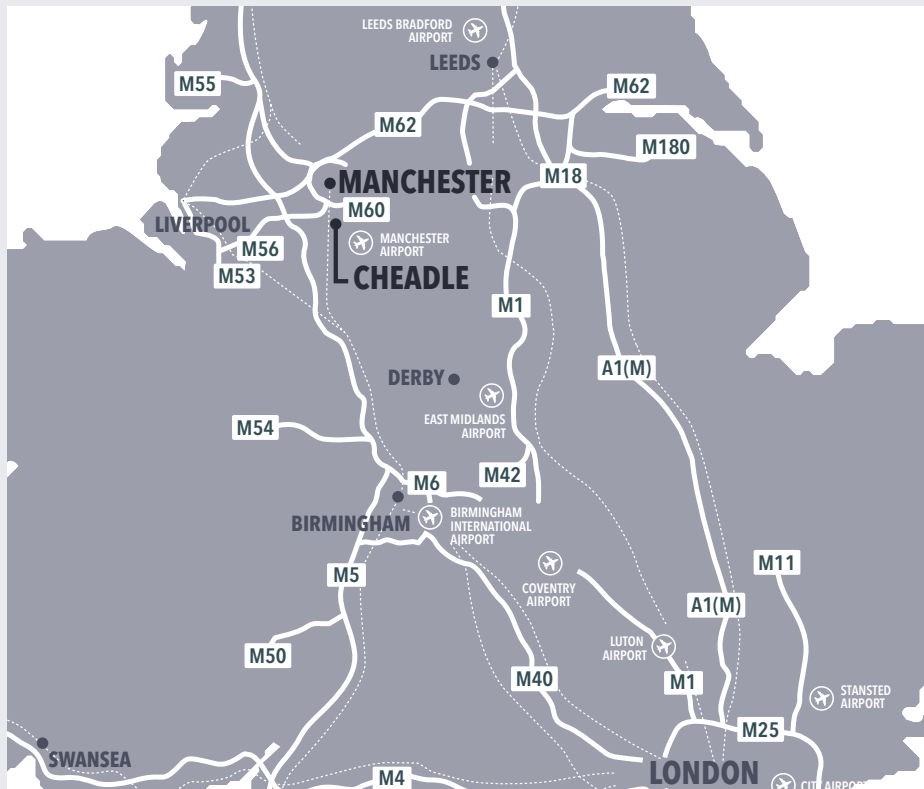 LEEDS BRADFORD
AIRPORT
LEEDS
M55
M62
M62
M180
M18
MANCHESTER
M60
LIVERPOOL
MANCHESTER
AIRPORT
M56
M53
CHEADLE
M1
A1(M)
DERBY
EAST MIDLANDS
AIRPORT
M54
M42
M6
BIRMINGHAM
BIRMINGHAM
INTERNATIONAL
AIRPORT
M11
M5
COVENTRY
AIRPORT
A1(M)
LUTON
AIRPORT
M50
M40
M1
STANSTED
AIRPORT
M25
SWANSEA
LONDON
M4
CITY AIRPORT